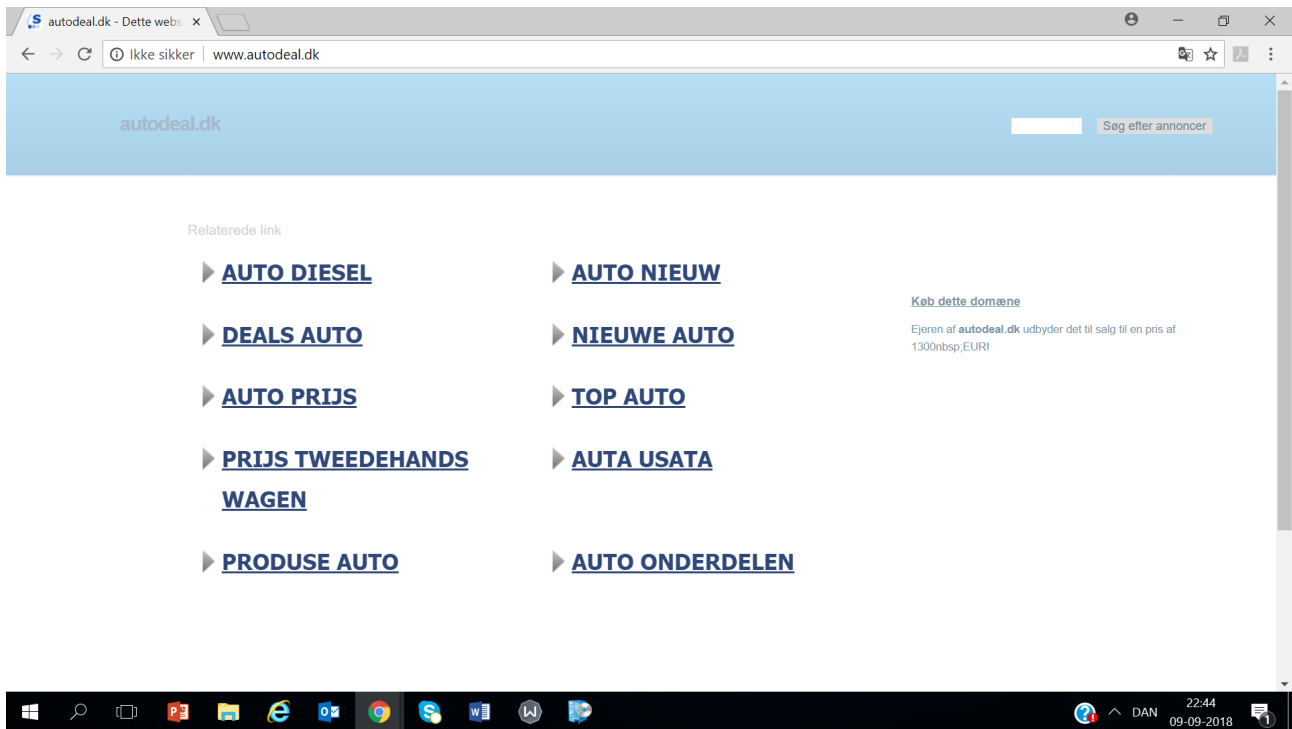 autodeal.dk - Dette webs
Ikke sikker www.autodeal.dk
autodeal.dk
Søg efter annoncer
Relaterede link
AUTO DIESEL
AUTO NIEUW
DEALS AUTO
NIEUWE AUTO
AUTO PRIJS
TOP AUTO
PRIJS TWEEDEHANDS
WAGEN
AUTA USATA
PRODUSE AUTO
AUTO ONDERDELEN
Køb dette domæne
Ejeren af autodeal.dk udbyder det til salg til en pris af
1300nbsp;EUR!
DAN
22:44
09-09-2018
1